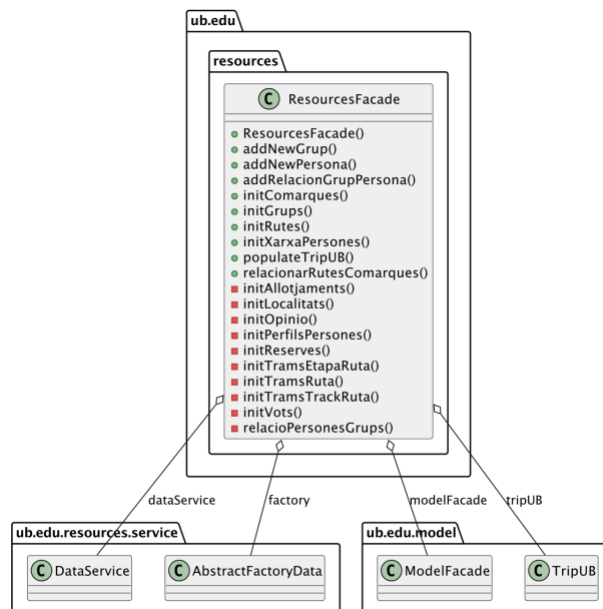 ub.edu
resources
C ResourcesFacade
ResourcesFacade()
addNewGrup()
addNewPersona()
addRelacionGrupPersona()
initComarques()
initGrups()
initRutes()
initXarxaPersones()
populateTripUB()
relacionarRutesComarques()
initAllotjaments()
initLocalitats()
initOpinio()
initPerfilsPersones()
initReserves()
initTramsEtapaRuta()
initTramsRuta()
initTramsTrackRuta()
initVots()
relacioPersonesGrups()
dataService factory modelFacade tripUB
ub.edu.resources.service ub.edu.model
C DataService C AbstractFactoryData C ModelFacade C TripUB